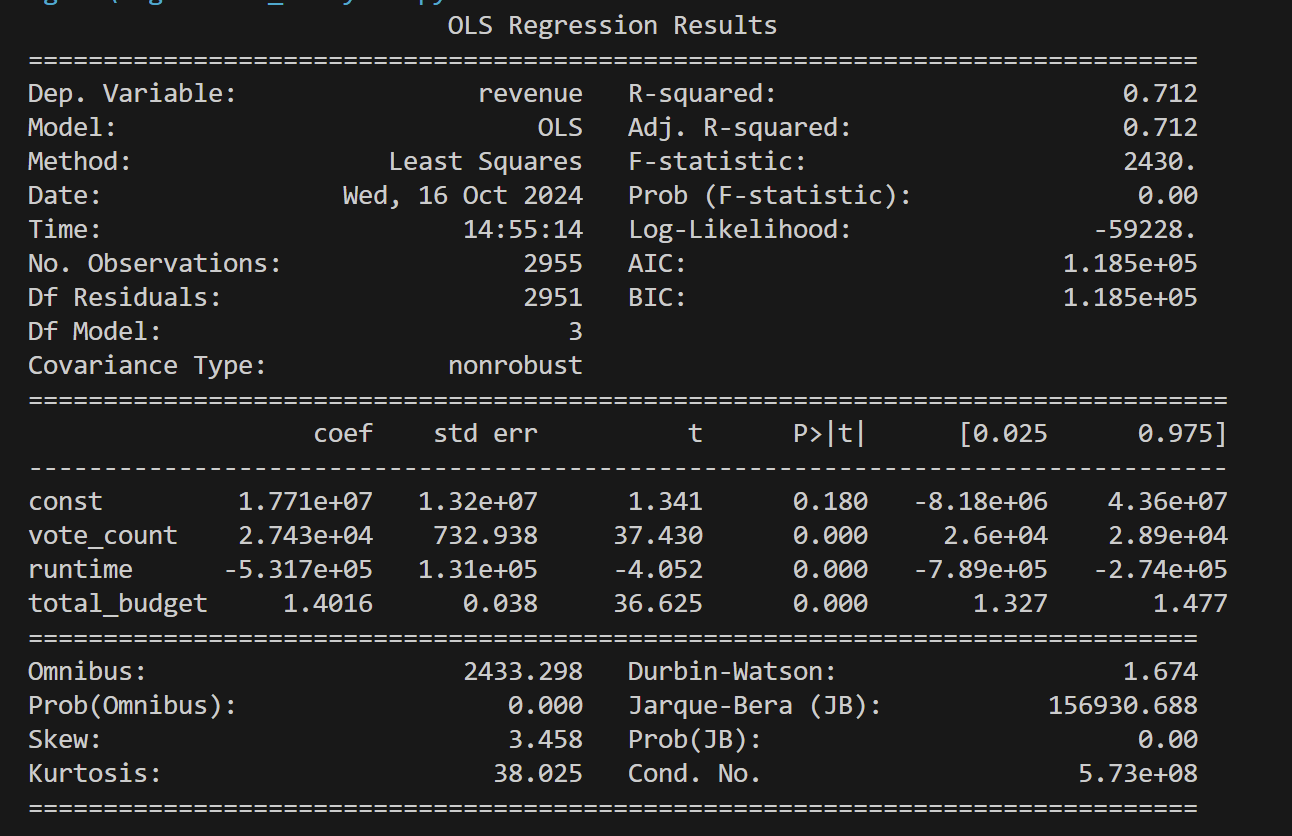 OLS Regression Results
==============================================================================
Dep. Variable:                revenue   R-squared:                       0.712
Model:                            OLS   Adj. R-squared:                  0.712
Method:                 Least Squares   F-statistic:                     2430.
Date:                Wed, 16 Oct 2024   Prob (F-statistic):               0.00
Time:                        14:55:14   Log-Likelihood:                -59228.
No. Observations:                2955   AIC:                         1.185e+05
Df Residuals:                    2951   BIC:                         1.185e+05
Df Model:                           3
Covariance Type:            nonrobust
================================================================================
                   coef    std err          t      P>|t|      [0.025      0.975]
--------------------------------------------------------------------------------
const         1.771e+07   1.32e+07      1.341      0.180   -8.18e+06    4.36e+07
vote_count    2.743e+04    732.938     37.430      0.000     2.6e+04    2.89e+04
runtime      -5.317e+05   1.31e+05     -4.052      0.000   -7.89e+05   -2.74e+05
total_budget     1.4016      0.038     36.625      0.000       1.327       1.477
==============================================================================
Omnibus:                     2433.298   Durbin-Watson:                   1.674
Prob(Omnibus):                  0.000   Jarque-Bera (JB):           156930.688
Skew:                           3.458   Prob(JB):                         0.00
Kurtosis:                      38.025   Cond. No.                     5.73e+08
==============================================================================